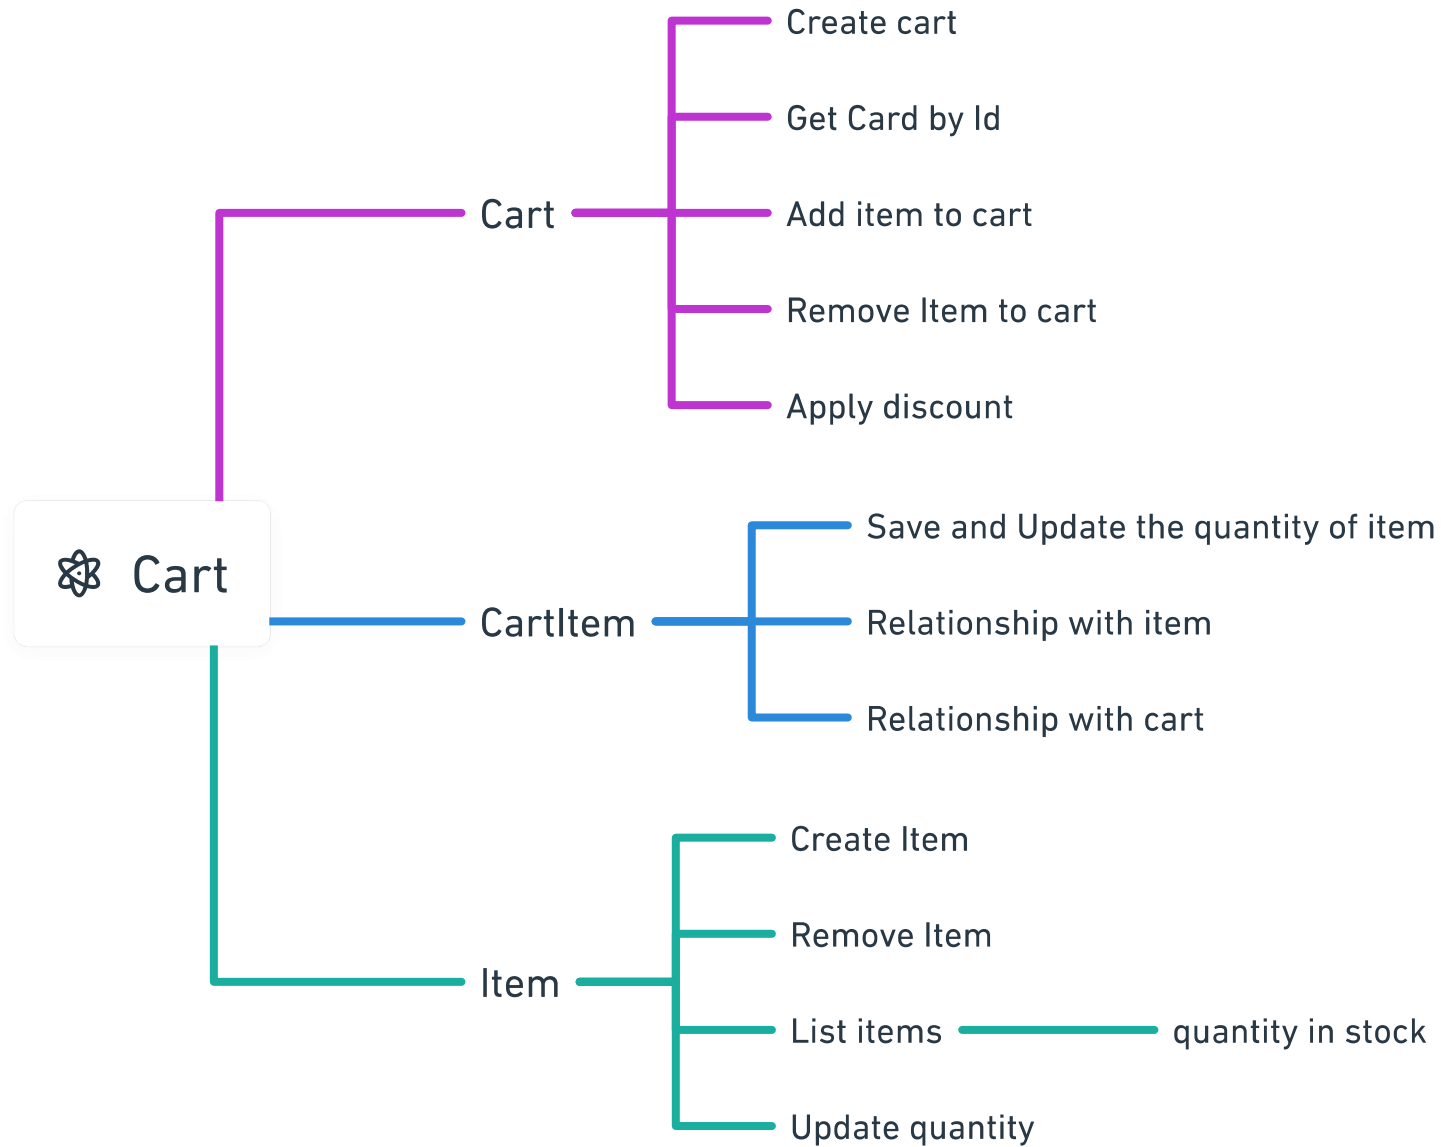 Cart
Cart
Create cart
Get Card by Id
Add item to cart
Remove Item to cart
Apply discount
CartItem
Save and Update the quantity of item
Relationship with item
Relationship with cart
Item
Create Item
Remove Item
List items
quantity in stock
Update quantity